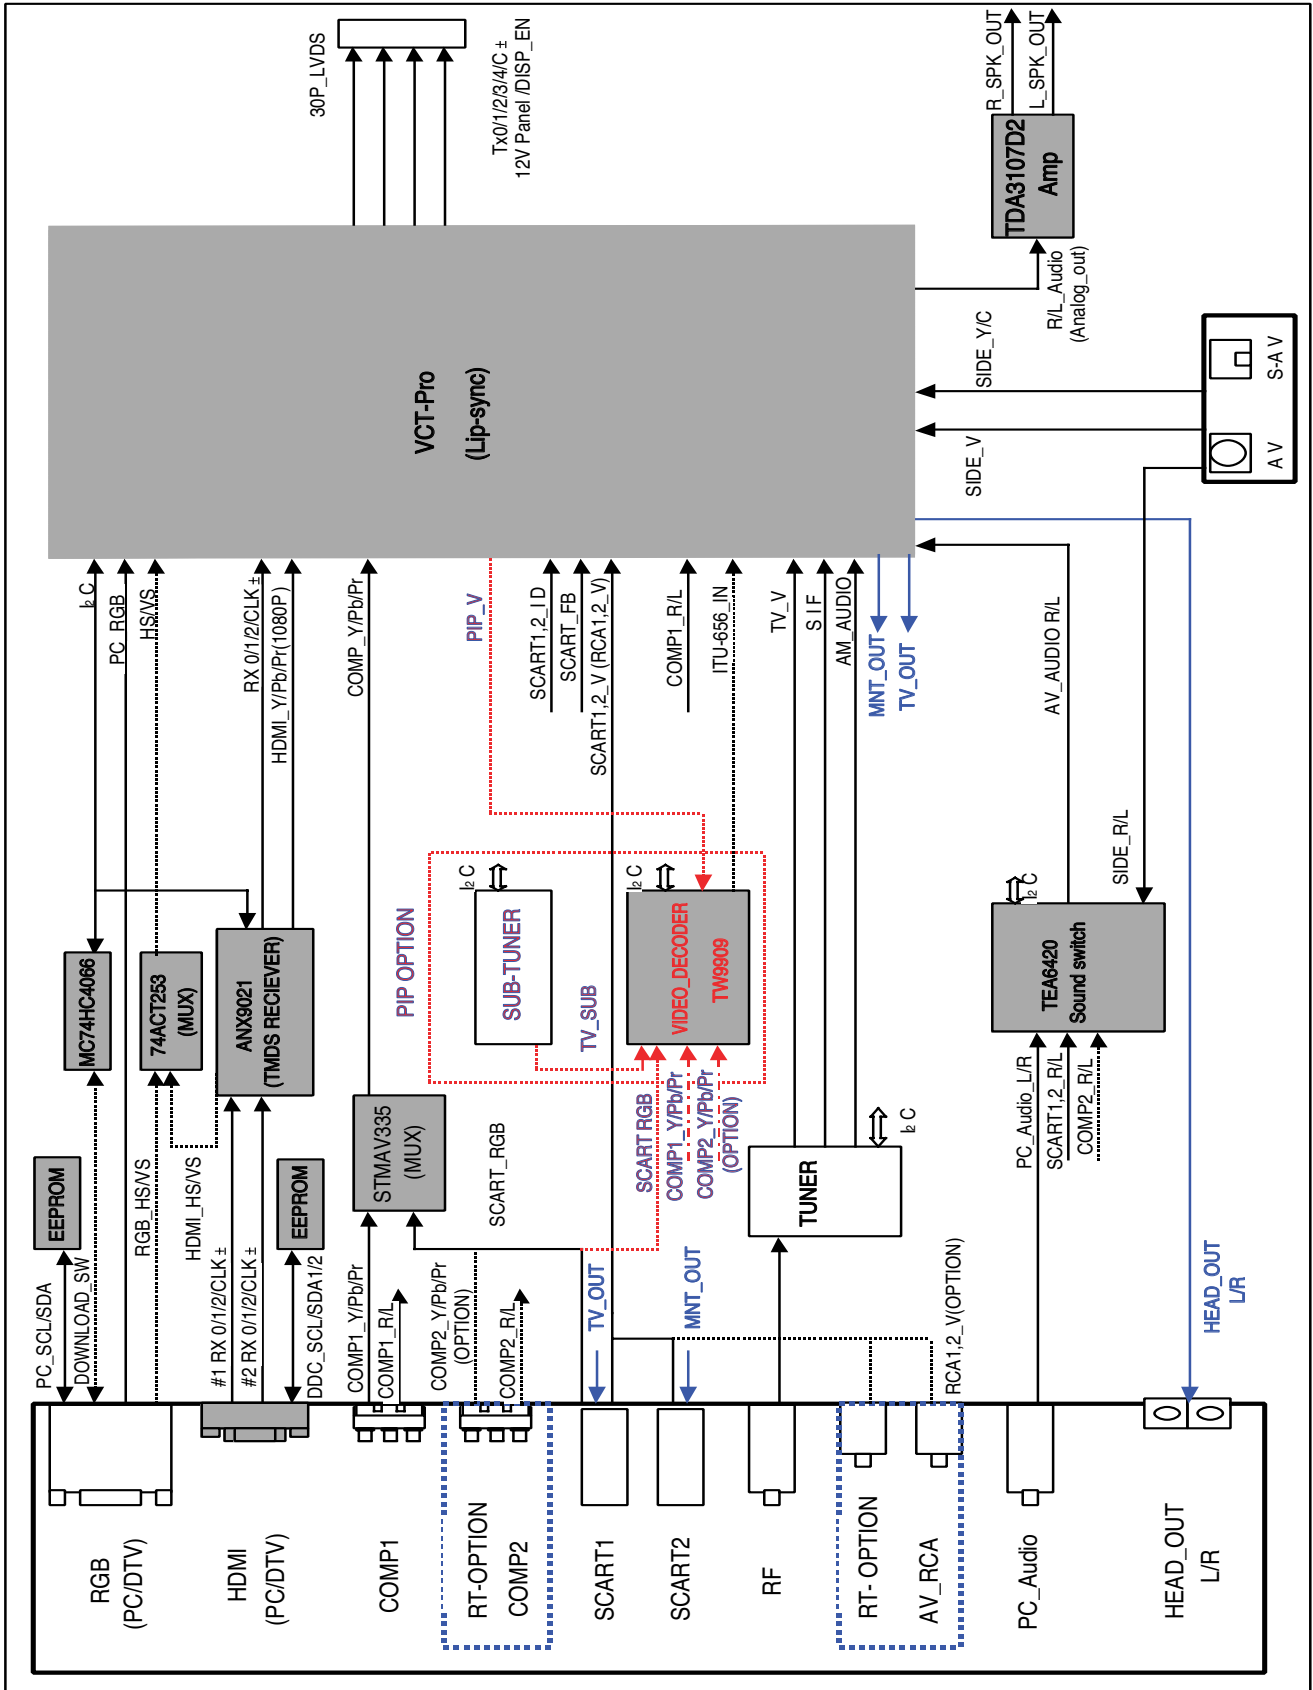 RGB
(PC/DTV)
HDMI
(PC/DTV)
COMP1
RT-OPTION
COMP2
SCART1
SCART2
RF
RT- OPTION
AV_RCA
PC_Audio
HEAD_OUT
L/R
PC_SCL/SDA
DOWNLOAD_SW
RGB_HS/VS
HDMI_HS/VS
#1 RX 0/1/2/CLK ±
#2 RX 0/1/2/CLK ±
DDC_SCL/SDA1/2
COMP1_Y/Pb/Pr
COMP1_R/L
COMP2_Y/Pb/Pr
(OPTION)
COMP2_R/L
SCART_RGB
TV_OUT
MNT_OUT
RCA1,2_V(OPTION)
HEAD_OUT
L/R
EEPROM
EEPROM
MC74HC4066
74ACT253
(MUX)
ANX9021
(TMDS RECIEVER)
STMAV335
(MUX)
PIP OPTION
SUB-TUNER
I2 C
TV_SUB
VIDEO_DECODER
TW9909
I2 C
SCART RGB
COMP1_Y/Pb/Pr
COMP2_Y/Pb/Pr
(OPTION)
TUNER
I2 C
PC_Audio_L/R
SCART1,2_R/L
COMP2_R/L
TEA6420
Sound switch
I2 C
SIDE_R/L
I2 C
PC_RGB
HS/VS
RX 0/1/2/CLK ±
HDMI_Y/Pb/Pr(1080P )
COMP_Y/Pb/Pr
PIP_V
SCART1,2_I D
SCART_FB
SCART1,2_V (RCA1,2_V)
COMP1_R/L
ITU-656_IN
TV_V
S I F
AM_AUDIO
MNT_OUT
TV_OUT
AV_AUDIO R/L
VCT-Pro
(Lip-sync)
SIDE_V
SIDE_Y/C
A V
S-A V
R/L_Audio
(Analog_out)
TDA3107D2
Amp
R_SPK_OUT
L_SPK_OUT
30P_LVDS
Tx0/1/2/3/4/C ±
12V Panel /DISP_EN